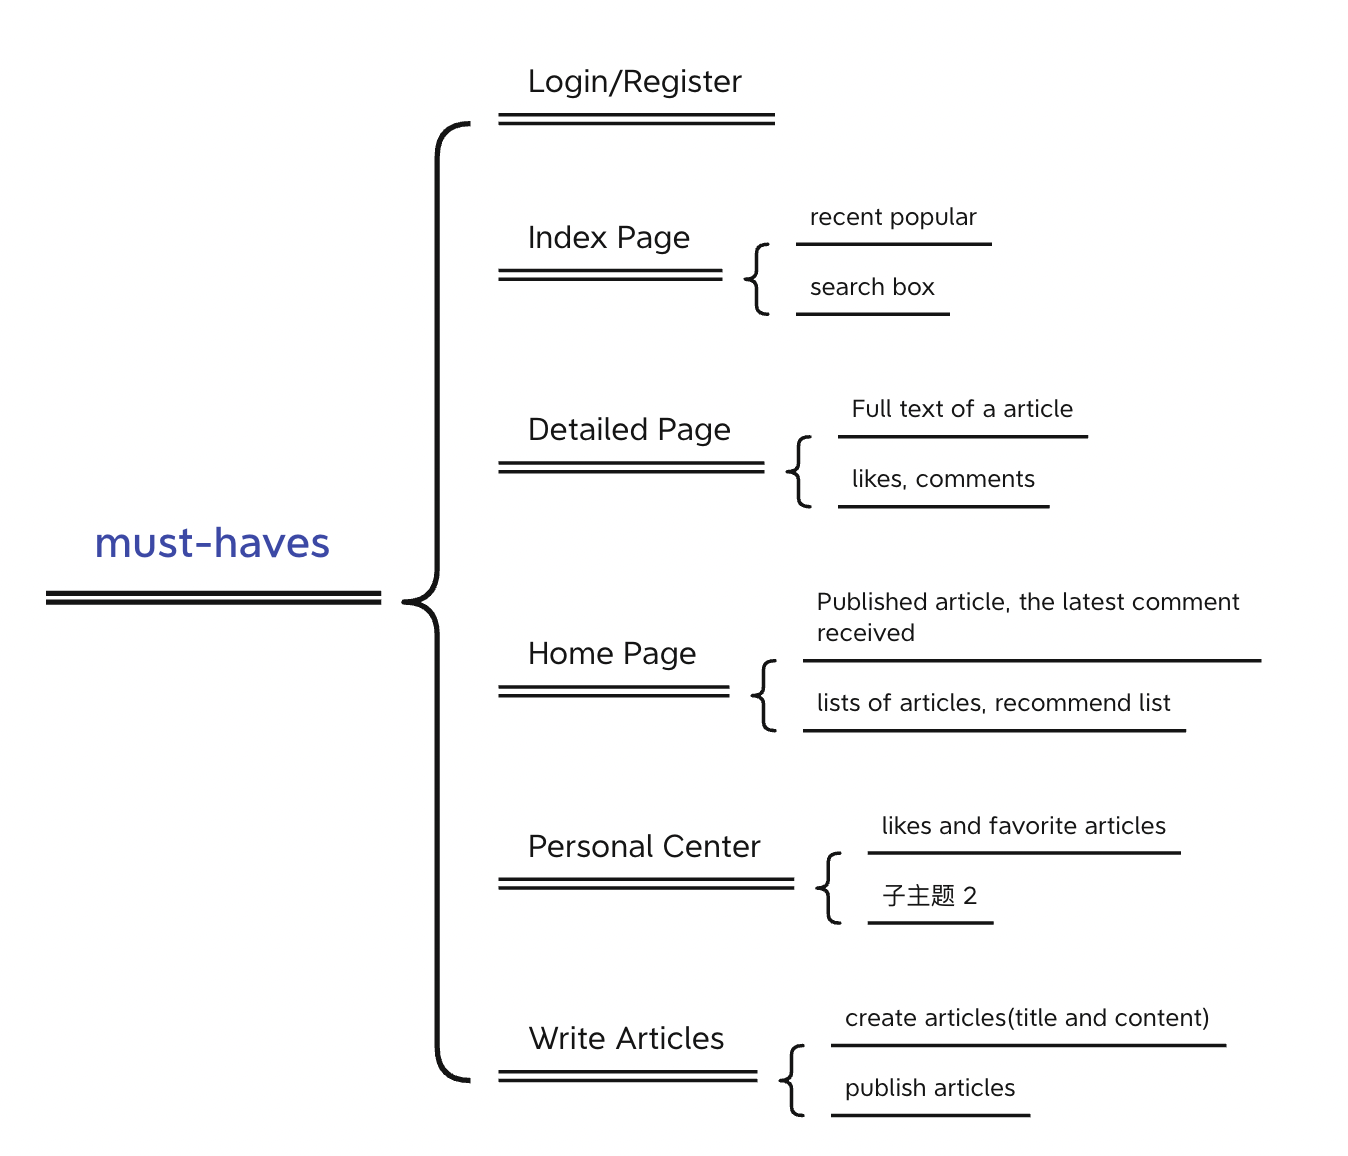 Login/Register
recent popular
Index Page
search box
Full text of a article
Detailed Page
likes, comments
must-haves
Published article, the latest comment
received
Home Page
lists of articles, recommend list
likes and favorite articles
Personal Center
子主题 2
create articles(title and content)
Write Articles
publish articles